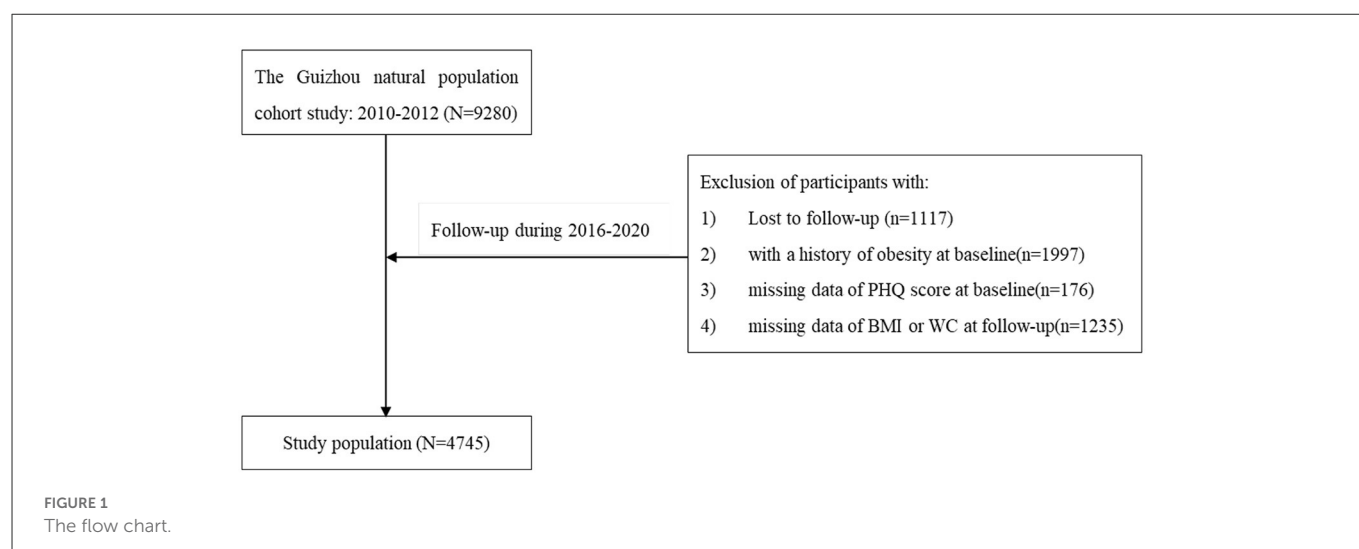 The Guizhou natural population
cohort study: 2010-2012 (N=9280)
Exclusion of participants with:
1) Lost to follow-up (n=1117)
2) with a history of obesity at baseline(n=1997)
3) missing data of PHQ score at baseline(n=176)
4) missing data of BMI or WC at follow-up(n=1235)
Follow-up during 2016-2020
Study population (N=4745)
FIGURE 1
The flow chart.